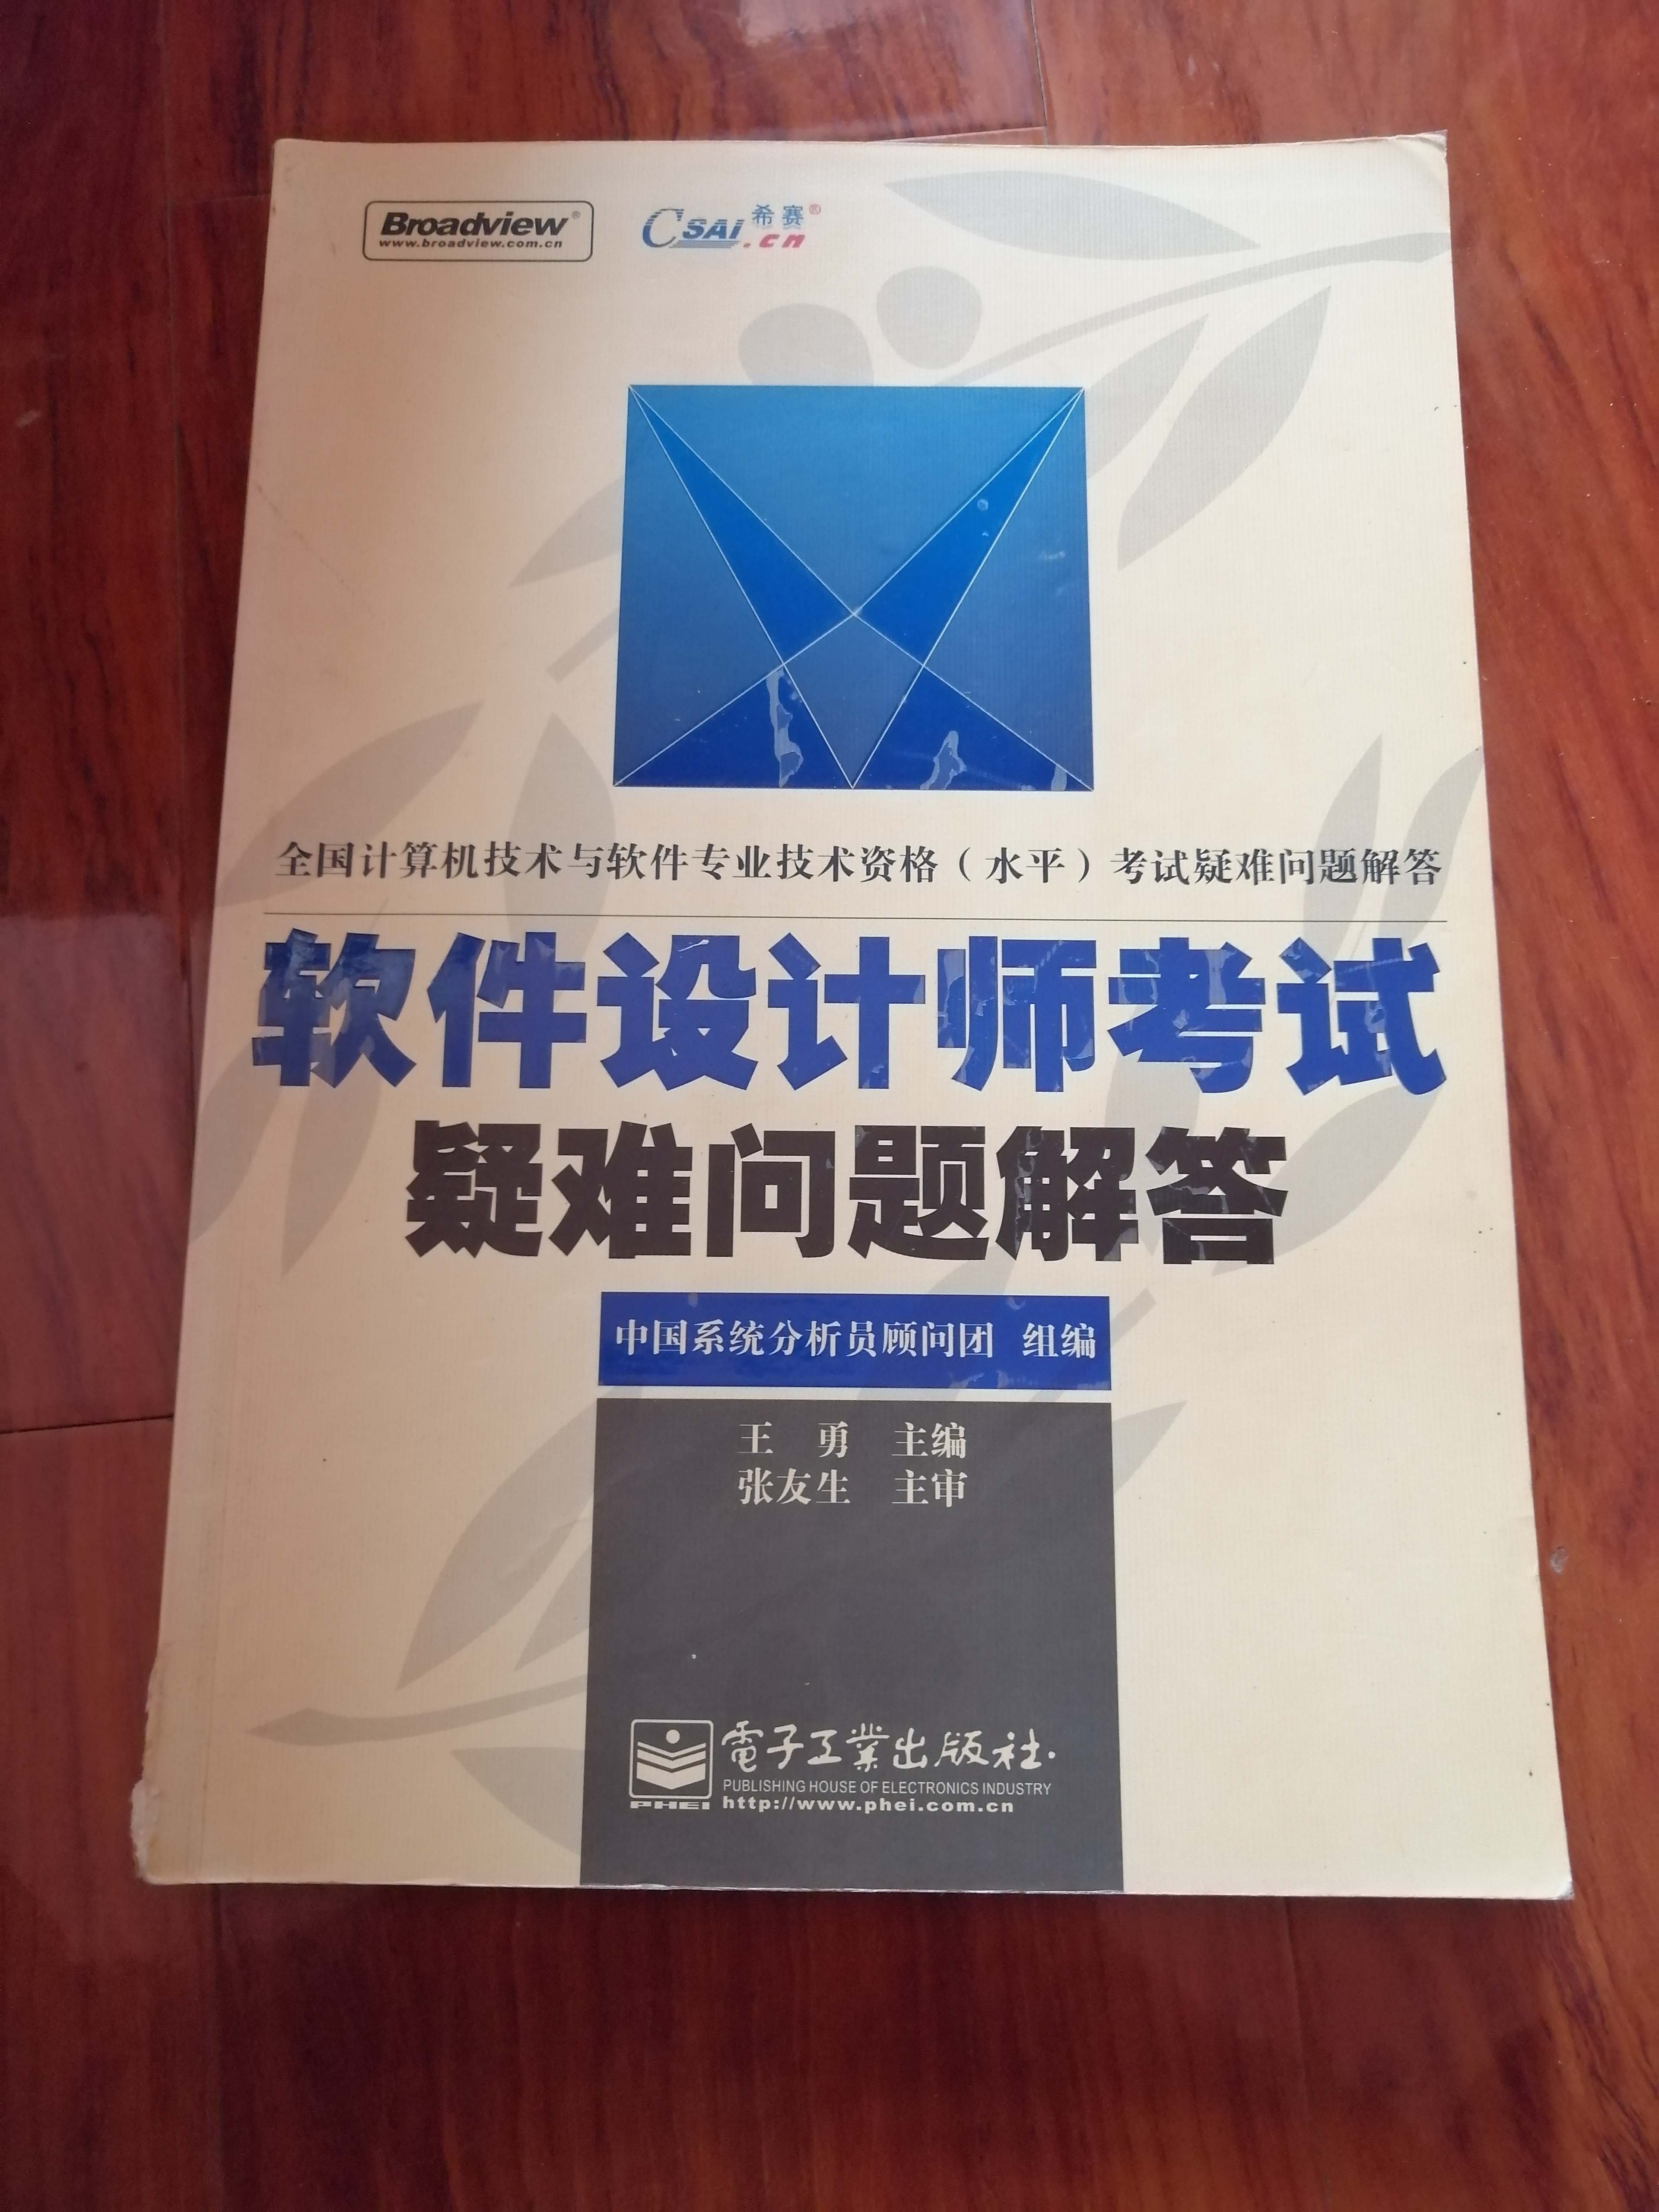 Broadview®
www.broadview.com.cn
CSAI 希赛®
.cn
全国计算机技术与软件专业技术资格（水平）考试疑难问题解答
软件设计师考试
疑难问题解答
中国系统分析员顾问团 组编
王 勇 主编
张友生 主审
電子工業出版社.
PUBLISHING HOUSE OF ELECTRONICS INDUSTRY
PHEI http://www.phei.com.cn